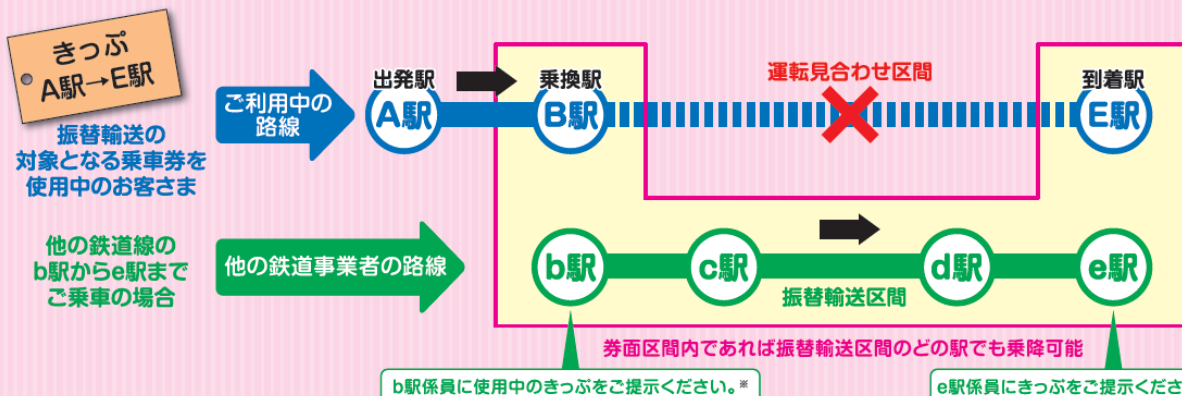 きっぷ
A駅→E駅
振替輸送の
対象となる乗車券を
使用中のお客さま
ご利用中の
路線
出発駅
A駅
乗換駅
B駅
運転見合わせ区間
到着駅
E駅
他の鉄道線の
b駅からe駅まで
ご乗車の場合
他の鉄道事業者の路線
b駅
c駅
d駅
e駅
振替輸送区間
券面区間内であれば振替輸送区間のどの駅でも乗降可能
b駅係員に使用中のきっぷをご提示ください。※
e駅係員にきっぷをご提示くださ